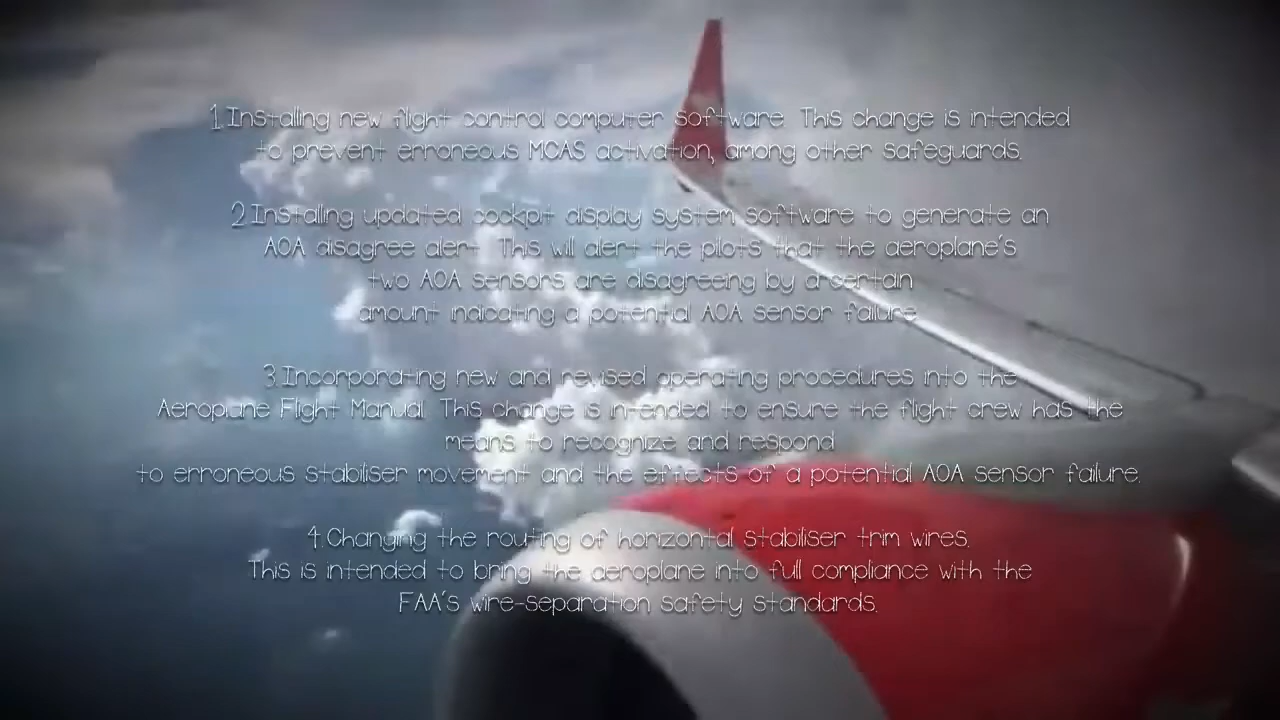 1.Installing new flight control computer software. This change is intended
to prevent erroneous MCAS activation, among other safeguards.
2.Installing updated cockpit display system software to generate an
AOA disagree alert. This will alert the pilots that the aeroplane's
two AOA sensors are disagreeing by a certain
amount indicating a potential AOA sensor failure.
3.Incorporating new and revised operating procedures into the
Aeroplane Flight Manual. This change is intended to ensure the flight crew has the
means to recognize and respond
to erroneous stabiliser movement and the effects of a potential AOA sensor failure.
4.Changing the routing of horizontal stabiliser trim wires.
This is intended to bring the aeroplane into full compliance with the
FAA's wire-separation safety standards.